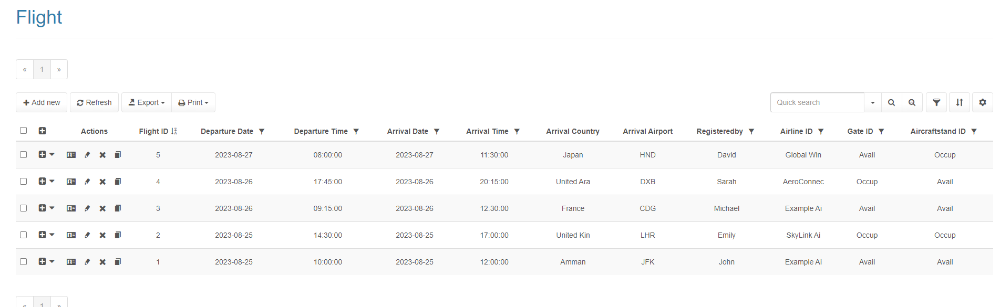 Flight
« 1 »
Add new Refresh Export Print Quick search
Actions Flight ID Departure Date Departure Time Arrival Date Arrival Time Arrival Country Arrival Airport Registeredby Airline ID Gate ID Aircraftstand ID
5 2023-08-27 08:00:00 2023-08-27 11:30:00 Japan HND David Global Win Avail Occup
4 2023-08-26 17:45:00 2023-08-26 20:15:00 United Ara DXB Sarah AeroConnec Occup Avail
3 2023-08-26 09:15:00 2023-08-26 12:30:00 France CDG Michael Example Ai Avail Avail
2 2023-08-25 14:30:00 2023-08-25 17:00:00 United Kin LHR Emily SkyLink Ai Occup Occup
1 2023-08-25 10:00:00 2023-08-25 12:00:00 Amman JFK John Example Ai Avail Avail
« 1 »